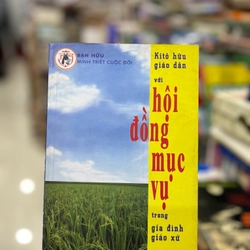 BẠN HỮU
MINH TRIẾT CUỘC ĐỜI
Kitô hữu
giáo dân
với
hội
đồng
mục
vụ
trong
gia đình
giáo xứ